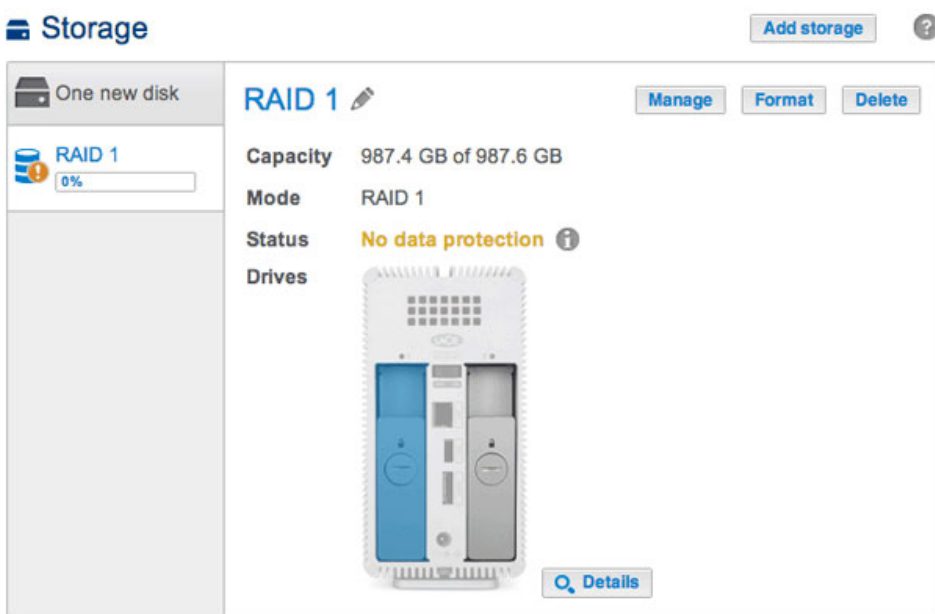 Storage
Add storage
?
One new disk
RAID 1
0%
RAID 1
Manage
Format
Delete
Capacity 987.4 GB of 987.6 GB
Mode RAID 1
Status No data protection
Drives
LACIE
Details